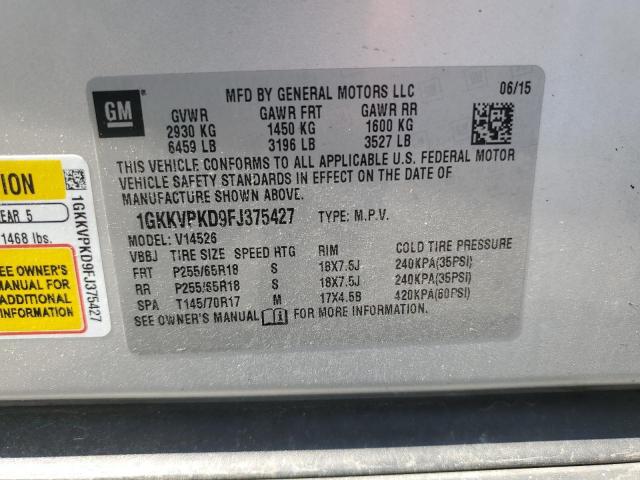 GM
MFD BY GENERAL MOTORS LLC 06/15
GVWR GAWR FRT GAWR RR
2930 KG 1450 KG 1600 KG
6459 LB 3196 LB 3527 LB
THIS VEHICLE CONFORMS TO ALL APPLICABLE U.S. FEDERAL MOTOR
VEHICLE SAFETY STANDARDS IN EFFECT ON THE DATE OF
MANUFACTURE SHOWN ABOVE.
1GKKVPKD9FJ375427 TYPE: M.P.V.
MODEL: V14526
VBBJ TIRE SIZE SPEED RTG RIM COLD TIRE PRESSURE
FRT P255/65R18 S 18X7.5J 240KPA(35PSI)
RR P255/65R18 S 18X7.5J 240KPA(35PSI)
SPA T145/70R17 M 17X4.5B 420KPA(60PSI)
SEE OWNER'S MANUAL FOR MORE INFORMATION.
TION
EAR 5
1468 lbs.
SEE OWNER'S
MANUAL FOR
ADDITIONAL
INFORMATION
1GKKVPKD9FJ375427